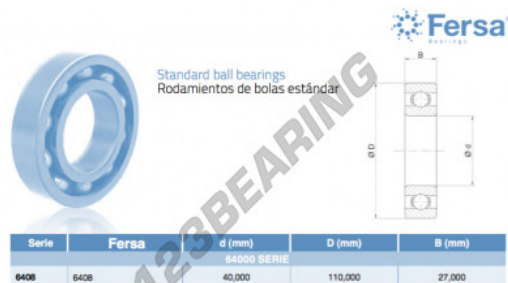 Fersa
Bearings
Standard ball bearings
Rodamientos de bolas estándar
B
Ø D
Ø d
123BEARING
Serie Fersa d (mm) D (mm) B (mm)
64000 SERIE
6408 6408 40,000 110,000 27,000